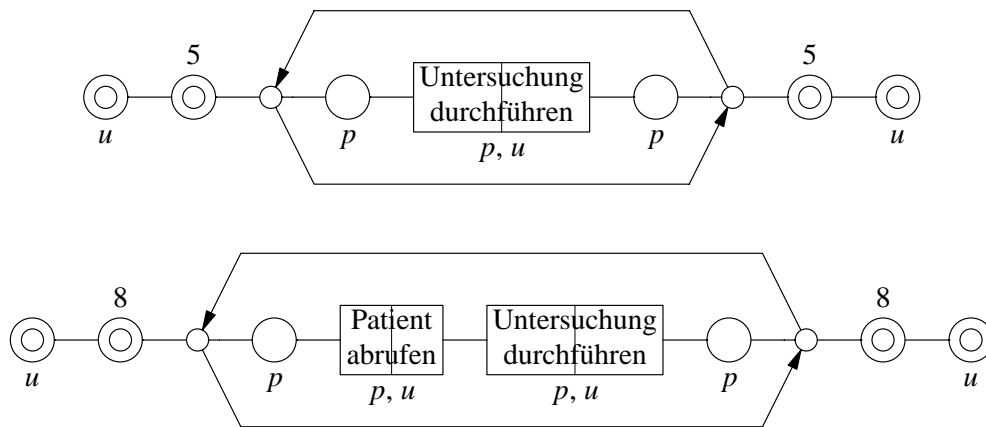 5 5
Untersuchung
durchführen
u p p, u p u
8 8
Patient Untersuchung
abrufen durchführen
u p p, u p, u p u